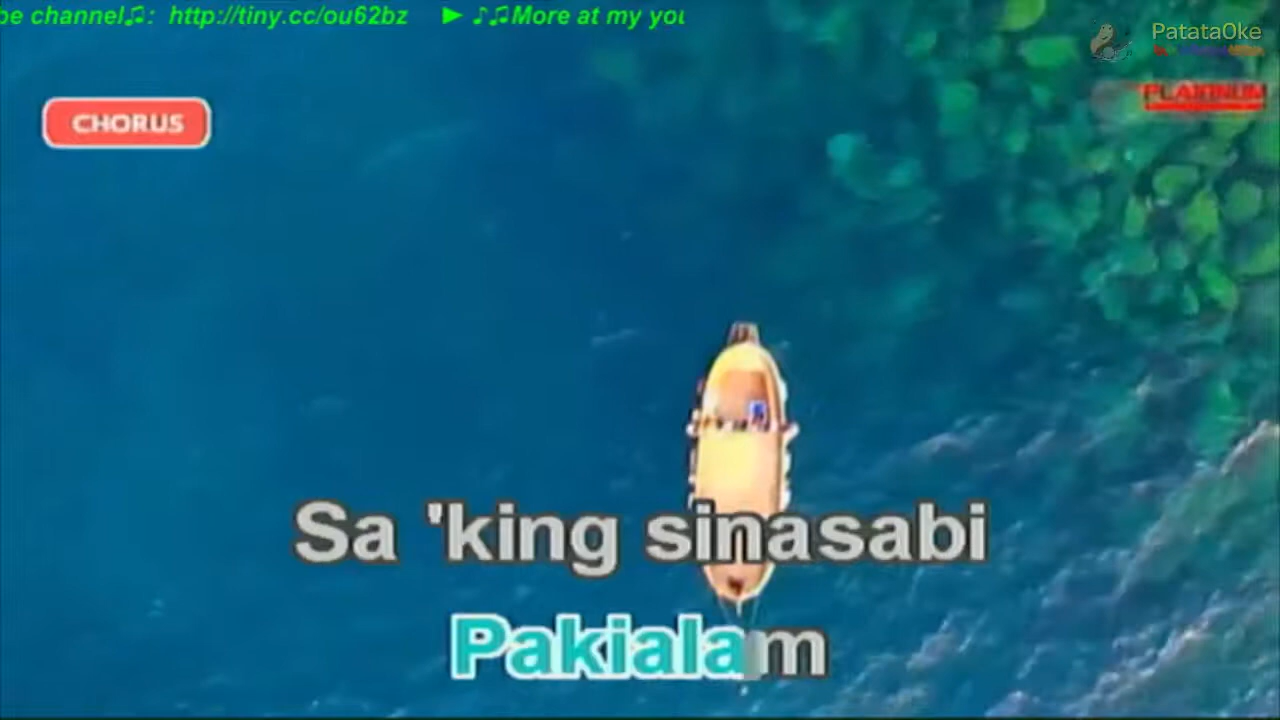 be channel♫: http://tiny.cc/ou62bz ► ♪♫More at my you
PatataOke
PLATINUM
CHORUS
Sa 'king sinasabi
Pakialam